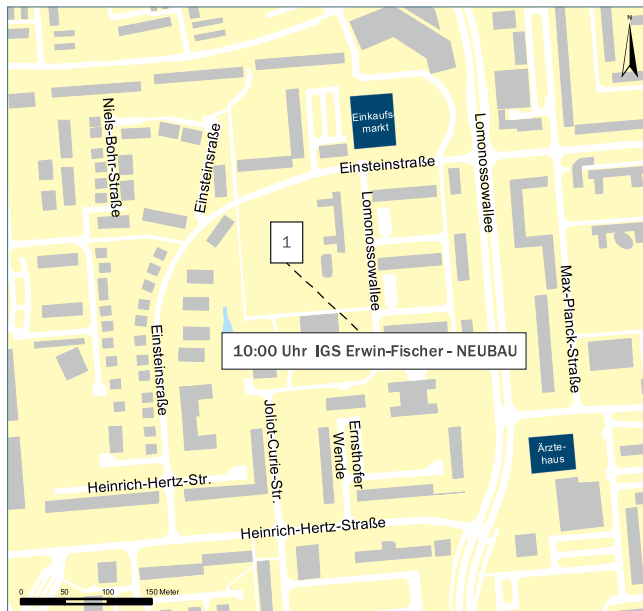 Einkaufs-
markt
Niels-Bohr-Straße
Einsteinsraße
Einsteinstraße
Lomonossowallee
Lomonossowallee
1
Max-Planck-Straße
Einsteinsraße
10:00 Uhr IGS Erwin-Fischer - NEUBAU
Joliot-Curie-Str.
Ernsthofer
Wende
Ärzte-
haus
Heinrich-Hertz-Str.
Heinrich-Hertz-Straße
0 50 100 150 Meter